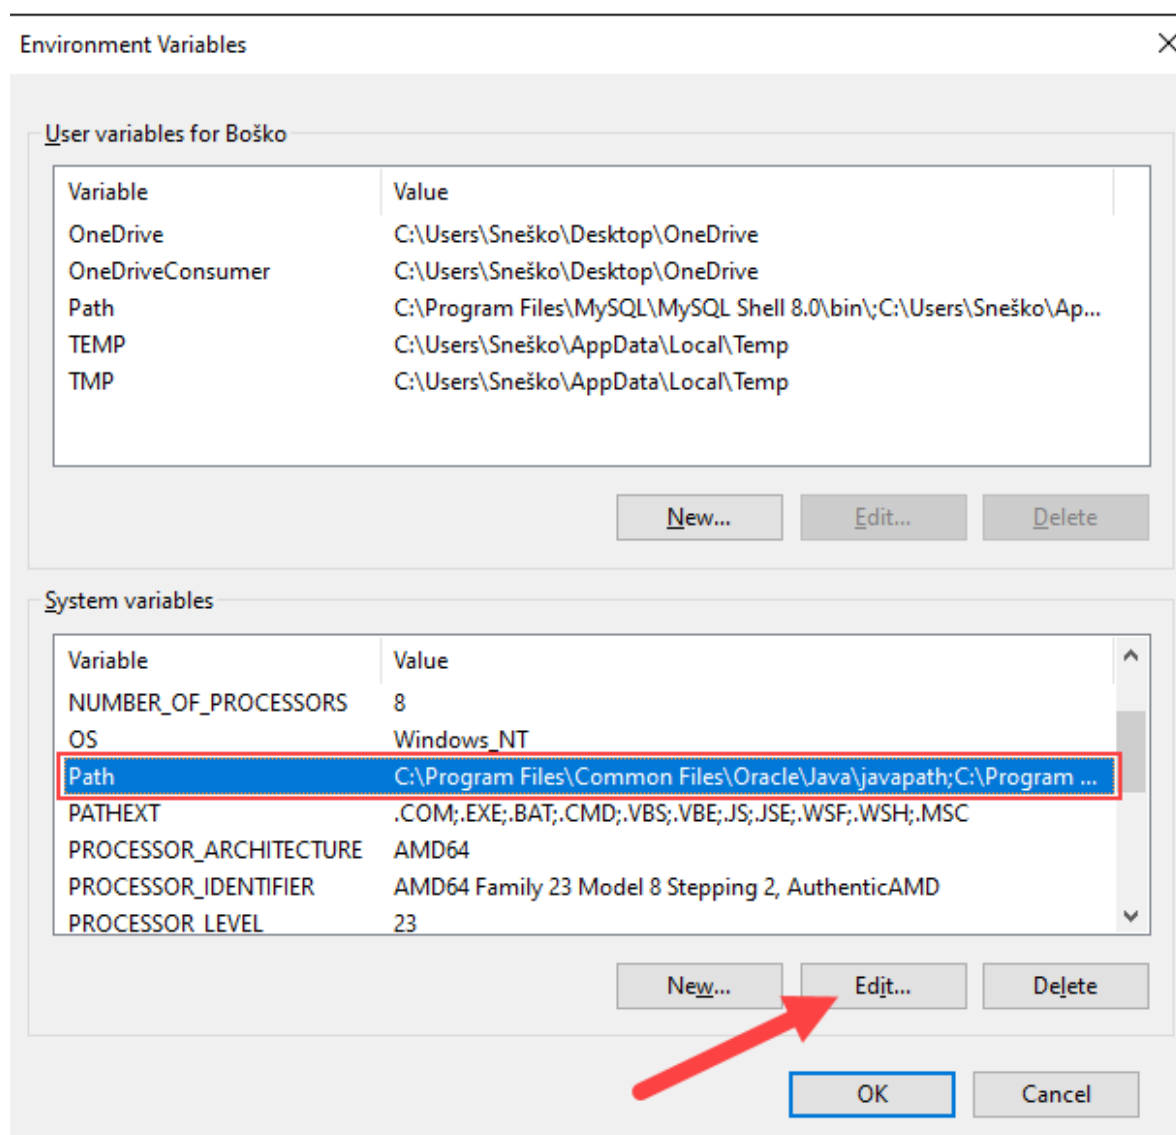 Environment Variables
User variables for Boško
Variable Value
OneDrive C:\Users\Sneško\Desktop\OneDrive
OneDriveConsumer C:\Users\Sneško\Desktop\OneDrive
Path C:\Program Files\MySQL\MySQL Shell 8.0\bin\;C:\Users\Sneško\Ap...
TEMP C:\Users\Sneško\AppData\Local\Temp
TMP C:\Users\Sneško\AppData\Local\Temp
New... Edit... Delete
System variables
Variable Value
NUMBER_OF_PROCESSORS 8
OS Windows_NT
Path C:\Program Files\Common Files\Oracle\Java\javapath;C:\Program ...
PATHEXT .COM;.EXE;.BAT;.CMD;.VBS;.VBE;.JS;.JSE;.WSF;.WSH;.MSC
PROCESSOR_ARCHITECTURE AMD64
PROCESSOR_IDENTIFIER AMD64 Family 23 Model 8 Stepping 2, AuthenticAMD
PROCESSOR_LEVEL 23
New... Edit... Delete
OK Cancel